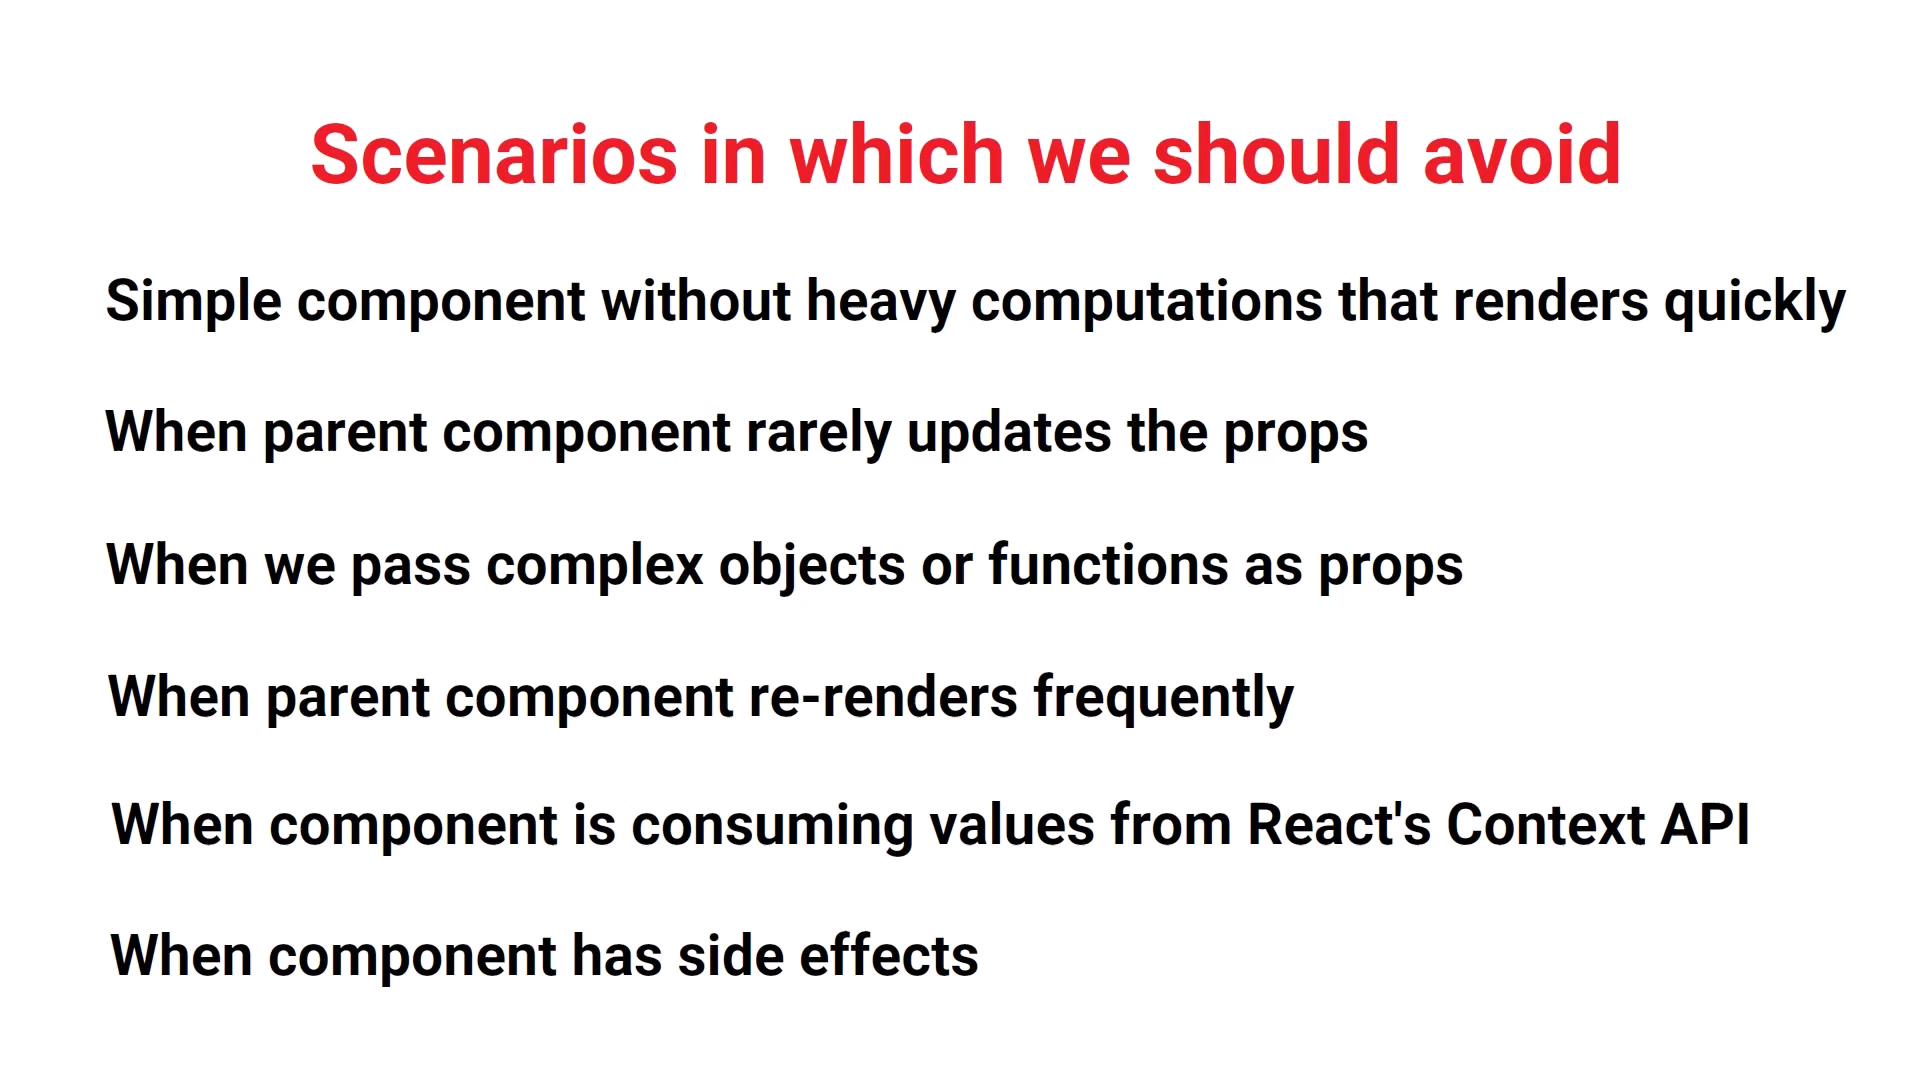 Scenarios in which we should avoid
Simple component without heavy computations that renders quickly
When parent component rarely updates the props
When we pass complex objects or functions as props
When parent component re-renders frequently
When component is consuming values from React's Context API
When component has side effects